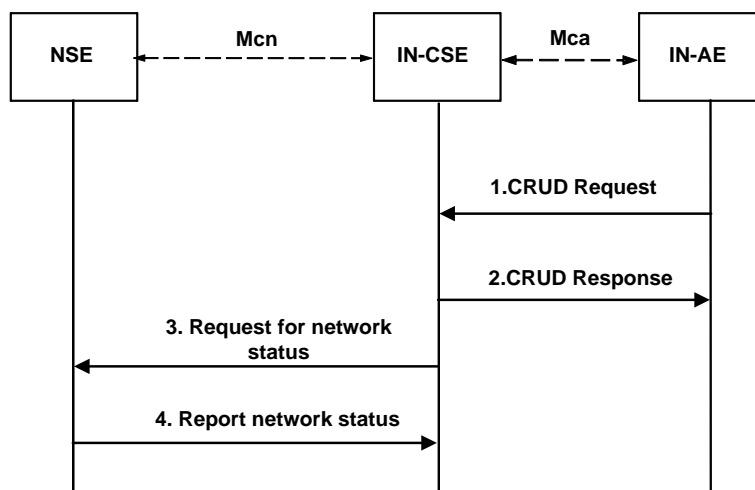 NSE
Mcn
IN-CSE
Mca
IN-AE
1.CRUD Request
2.CRUD Response
3. Request for network
status
4. Report network status